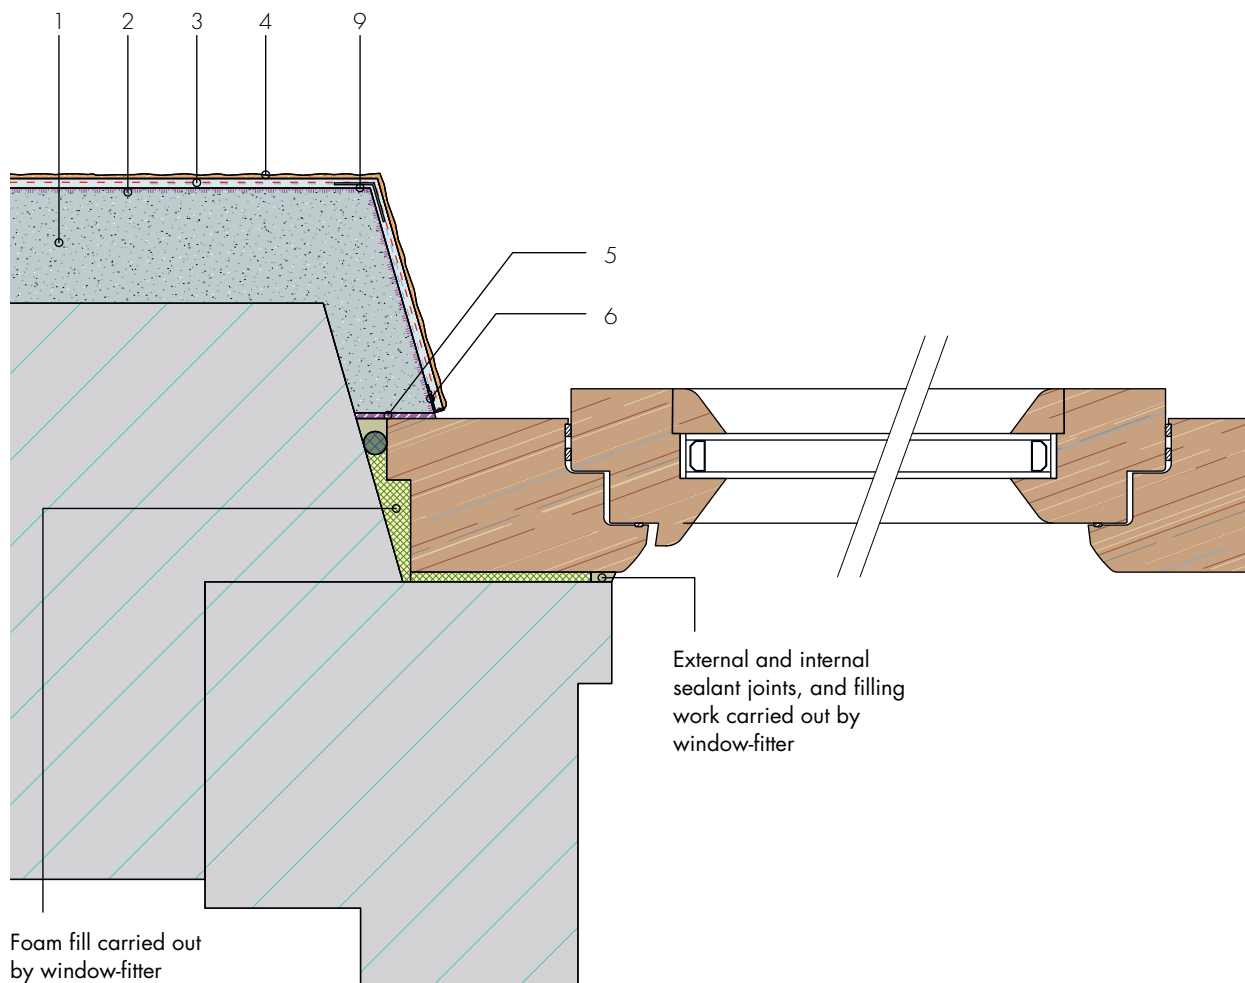 1 2 3 4 9
5
6
External and internal
sealant joints, and filling
work carried out by
window-fitter
Foam fill carried out
by window-fitter